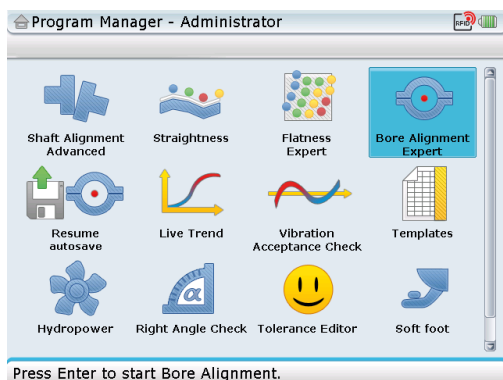 Program Manager - Administrator
RFID
Shaft Alignment
Advanced
Straightness
Flatness
Expert
Bore Alignment
Expert
Resume
autosave
Live Trend
Vibration
Acceptance Check
Templates
Hydropower
α
Right Angle Check
Tolerance Editor
Soft foot
Press Enter to start Bore Alignment.